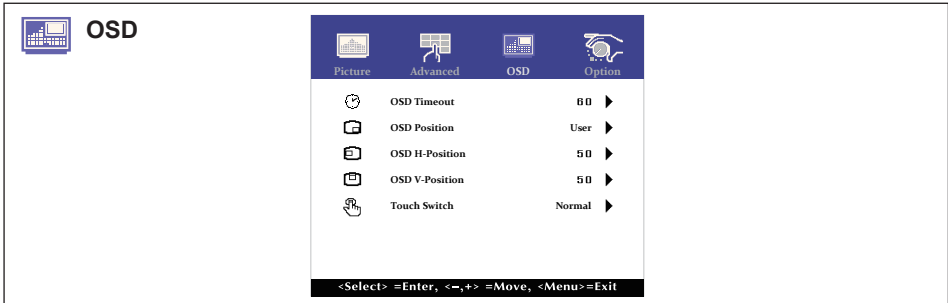 OSD
Picture Advanced OSD Option
OSD Timeout 60
OSD Position User
OSD H-Position 50
OSD V-Position 50
Touch Switch Normal
<Select> =Enter, <−,+> =Move, <Menu>=Exit